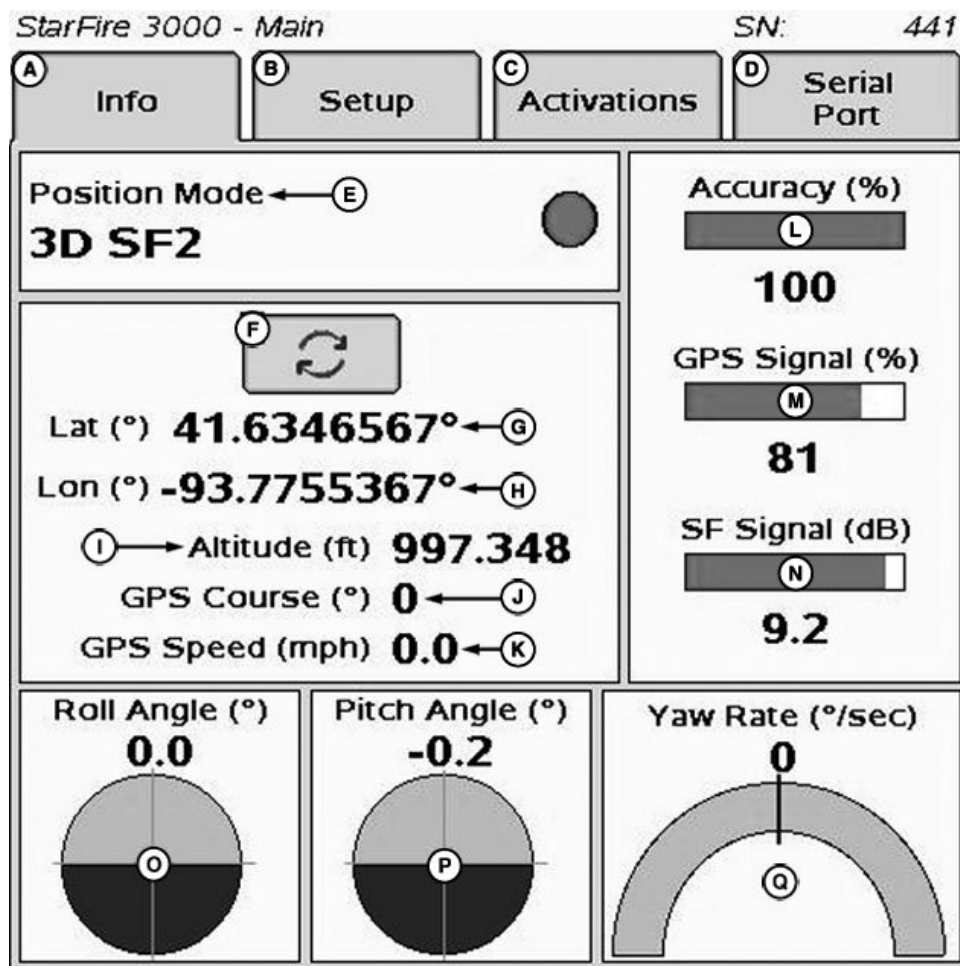 StarFire 3000 - Main SN: 441
A Info B Setup C Activations D Serial Port
Position Mode E
3D SF2
F
Lat (°) 41.6346567° G
Lon (°) -93.7755367° H
I Altitude (ft) 997.348
GPS Course (°) 0 J
GPS Speed (mph) 0.0 K
Accuracy (%)
L
100
GPS Signal (%)
M
81
SF Signal (dB)
N
9.2
Roll Angle (°)
0.0
O
Pitch Angle (°)
-0.2
P
Yaw Rate (°/sec)
0
Q